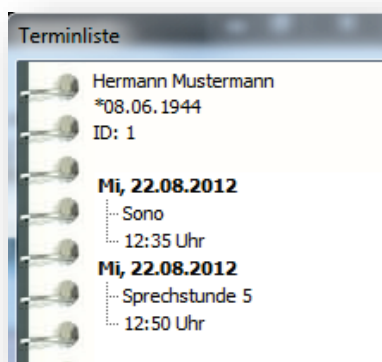 Terminliste
Hermann Mustermann
*08.06.1944
ID: 1
Mi, 22.08.2012
Sono
12:35 Uhr
Mi, 22.08.2012
Sprechstunde 5
12:50 Uhr